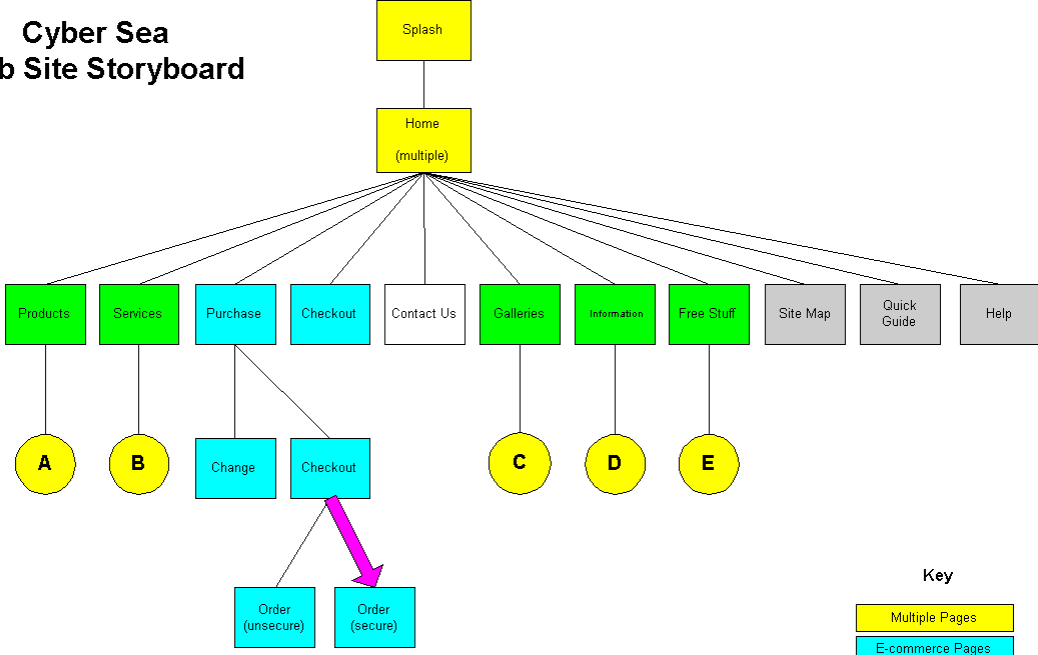 Cyber Sea
b Site Storyboard
Splash
Home
(multiple)
Products
Services
Purchase
Checkout
Contact Us
Galleries
Information
Free Stuff
Site Map
Quick
Guide
Help
A
B
Change
Checkout
C
D
E
Order
(unsecure)
Order
(secure)
Key
Multiple Pages
E-commerce Pages